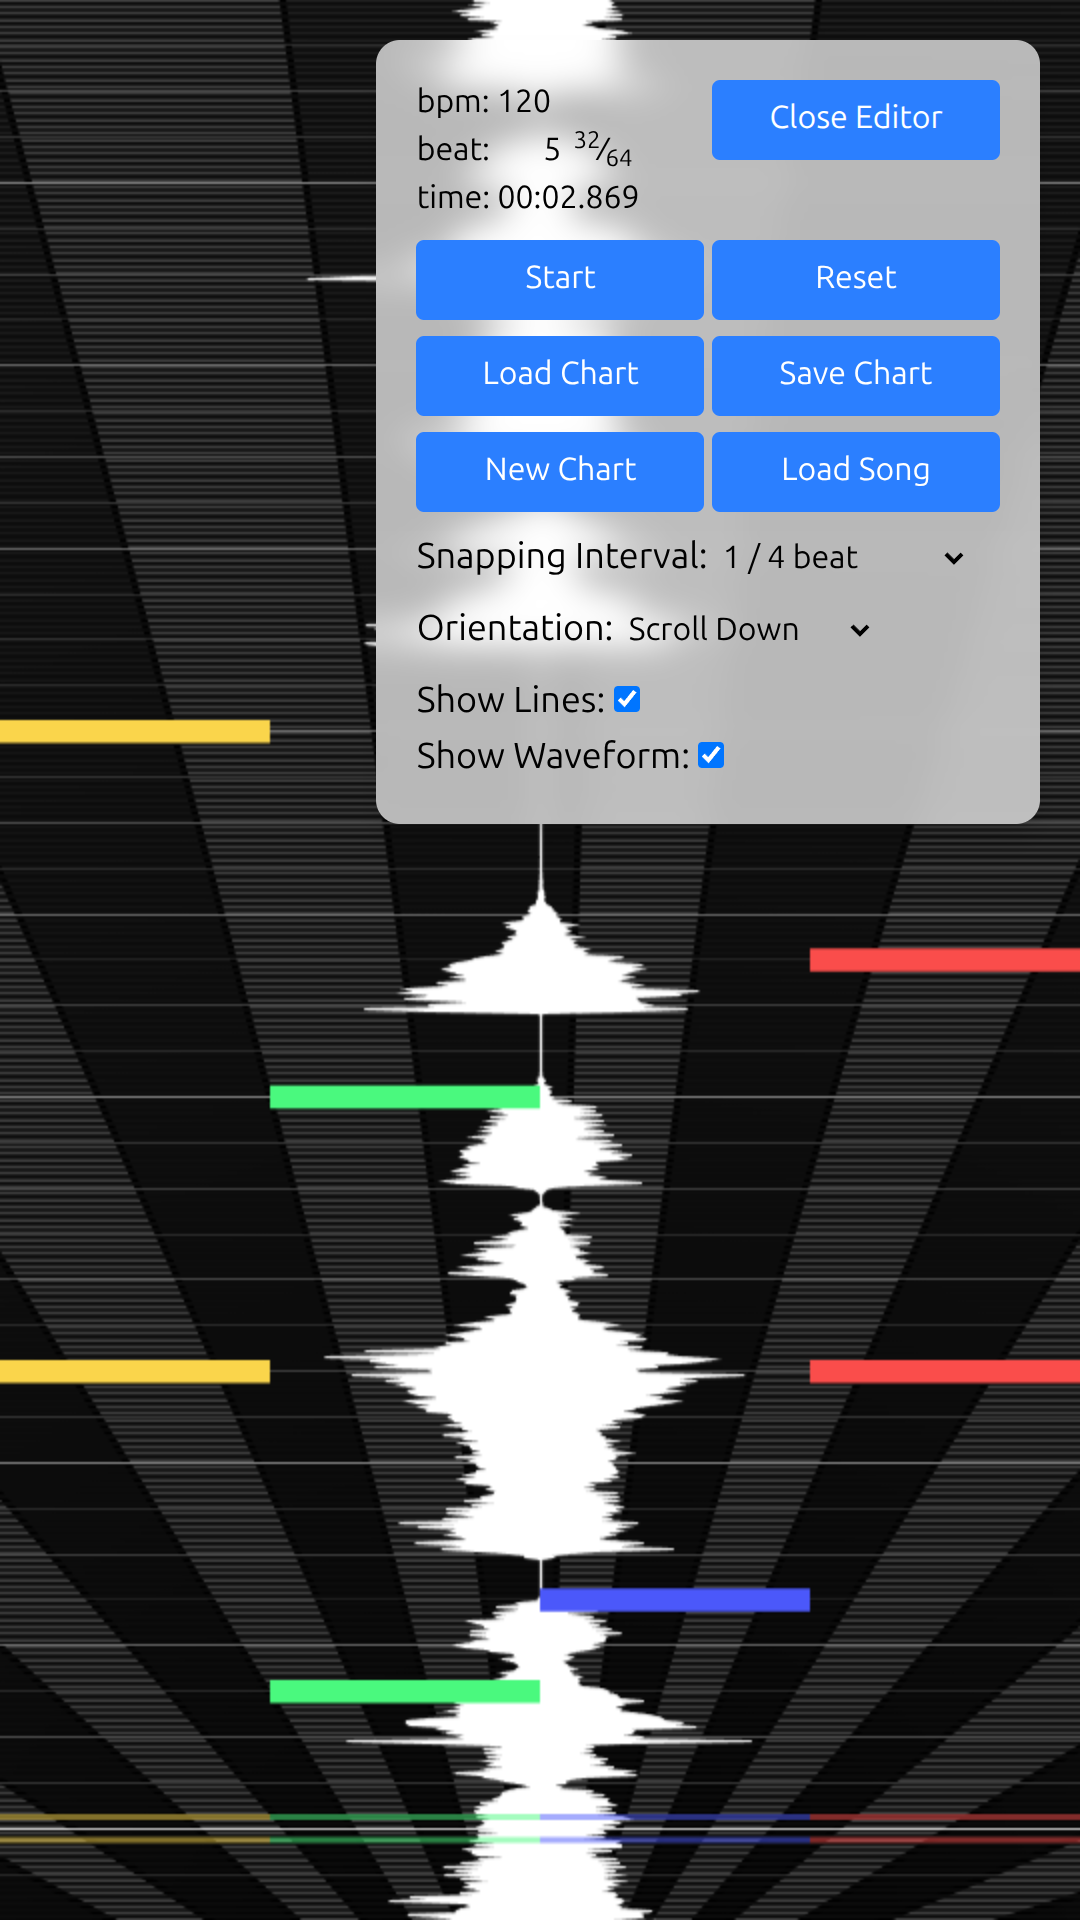 bpm: 120
Close Editor
beat: 5 32/64
time: 00:02.869
Start
Reset
Load Chart
Save Chart
New Chart
Load Song
Snapping Interval: 1 / 4 beat
Orientation: Scroll Down
Show Lines:
Show Waveform: